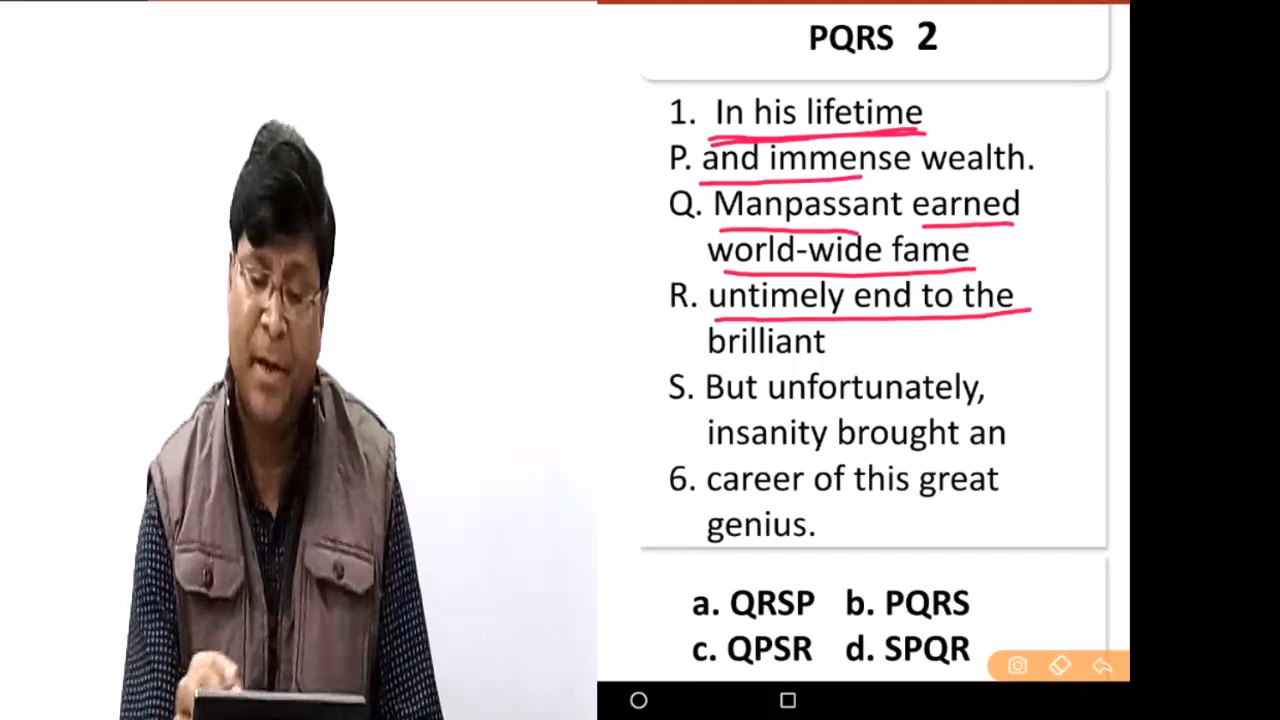 PQRS 2
1. In his lifetime
P. and immense wealth.
Q. Manpassant earned
world-wide fame
R. untimely end to the
brilliant
S. But unfortunately,
insanity brought an
6. career of this great
genius.
a. QRSP b. PQRS
c. QPSR d. SPQR